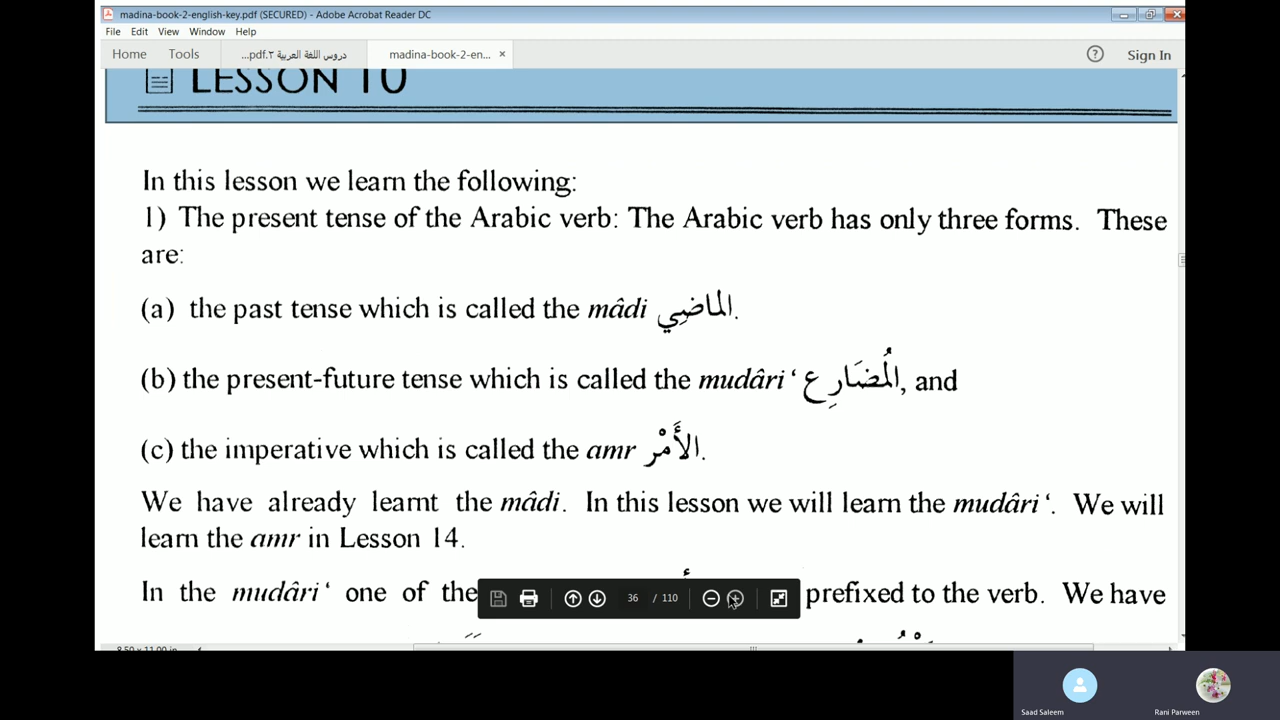 madina-book-2-english-key.pdf (SECURED) - Adobe Acrobat Reader DC
File Edit View Window Help
Home Tools دروس اللغة العربية ٣.pdf... madina-book-2-en... × ? Sign In
LESSON 10
In this lesson we learn the following:
1) The present tense of the Arabic verb: The Arabic verb has only three forms. These
are:
(a) the past tense which is called the mâdi الماضِي.
(b) the present-future tense which is called the mudâri‘ المُضَارِع, and
(c) the imperative which is called the amr الأَمْر.
We have already learnt the mâdi. In this lesson we will learn the mudâri‘. We will
learn the amr in Lesson 14.
In the mudâri‘ one of the prefixed to the verb. We have
36 / 110
8.50 x 11.00 in
Saad Saleem Rani Parween